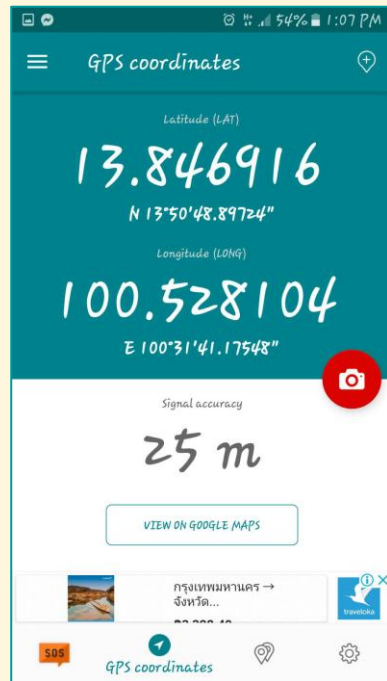 54% 1:07 PM
GPS coordinates
Latitude (LAT)
13.846916
N 13°50'48.89724"
Longitude (LONG)
100.528104
E 100°31'41.17548"
Signal accuracy
25 m
VIEW ON GOOGLE MAPS
กรุงเทพมหานคร →
จังหวัด...
traveloka
SOS
GPS coordinates